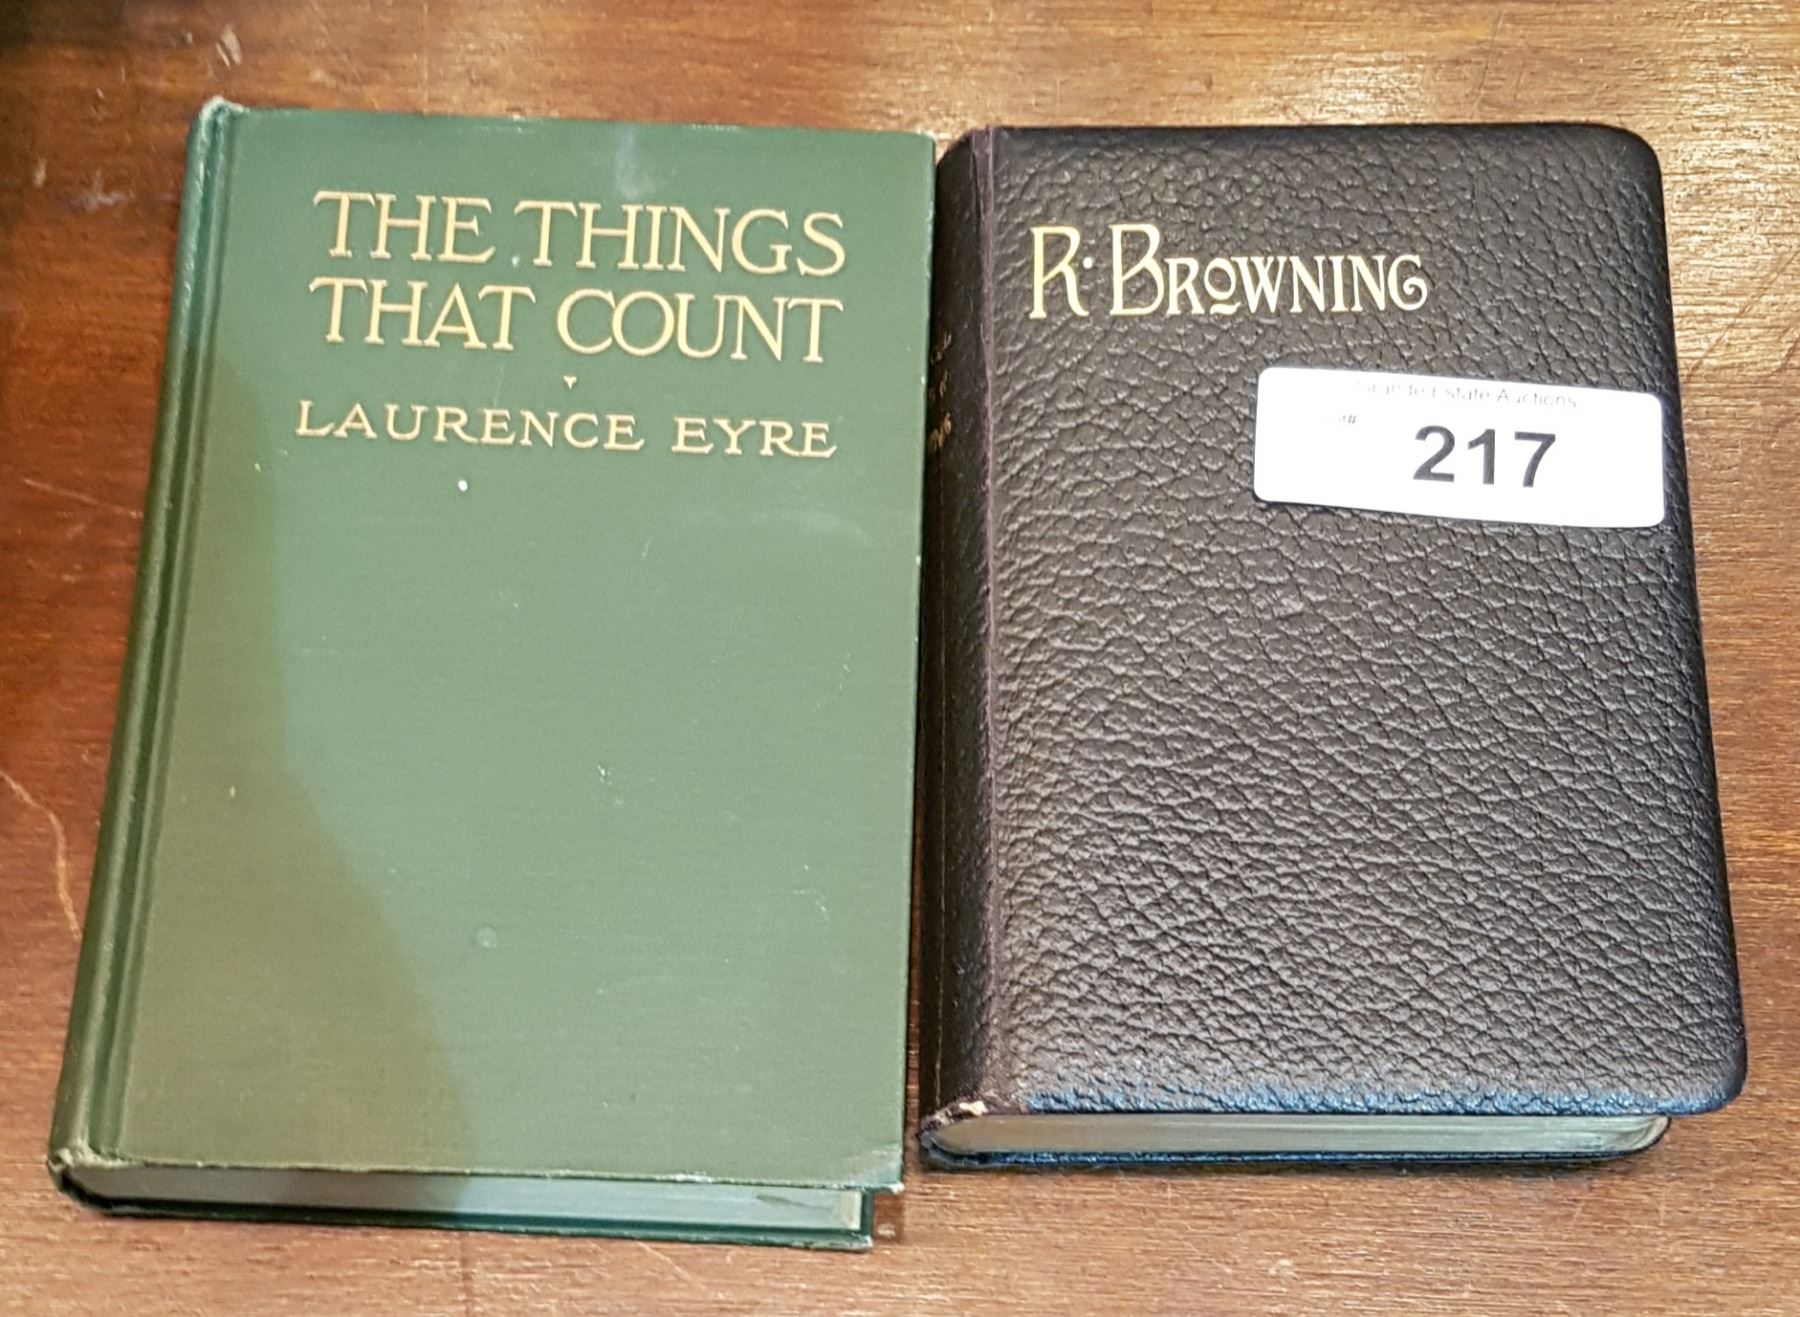 THE THINGS
THAT COUNT
LAURENCE EYRE
R. BROWNING
Estate Auctions
217